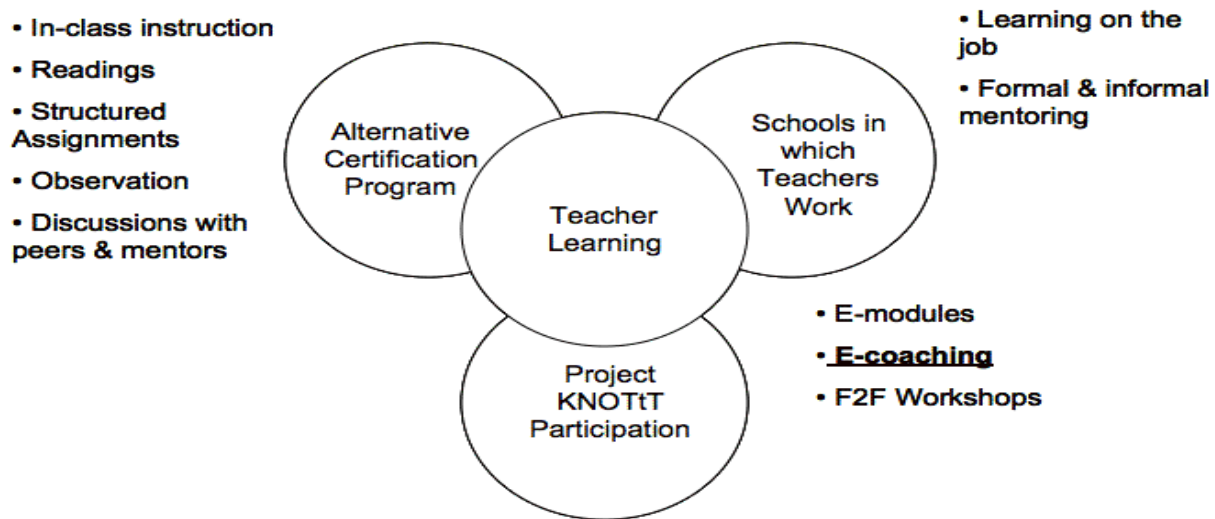 • In-class instruction
• Readings
• Structured
Assignments
• Observation
• Discussions with
peers & mentors
Alternative
Certification
Program
Teacher
Learning
Schools in
which
Teachers
Work
• Learning on the
job
• Formal & informal
mentoring
Project
KNOTtT
Participation
• E-modules
• E-coaching
• F2F Workshops